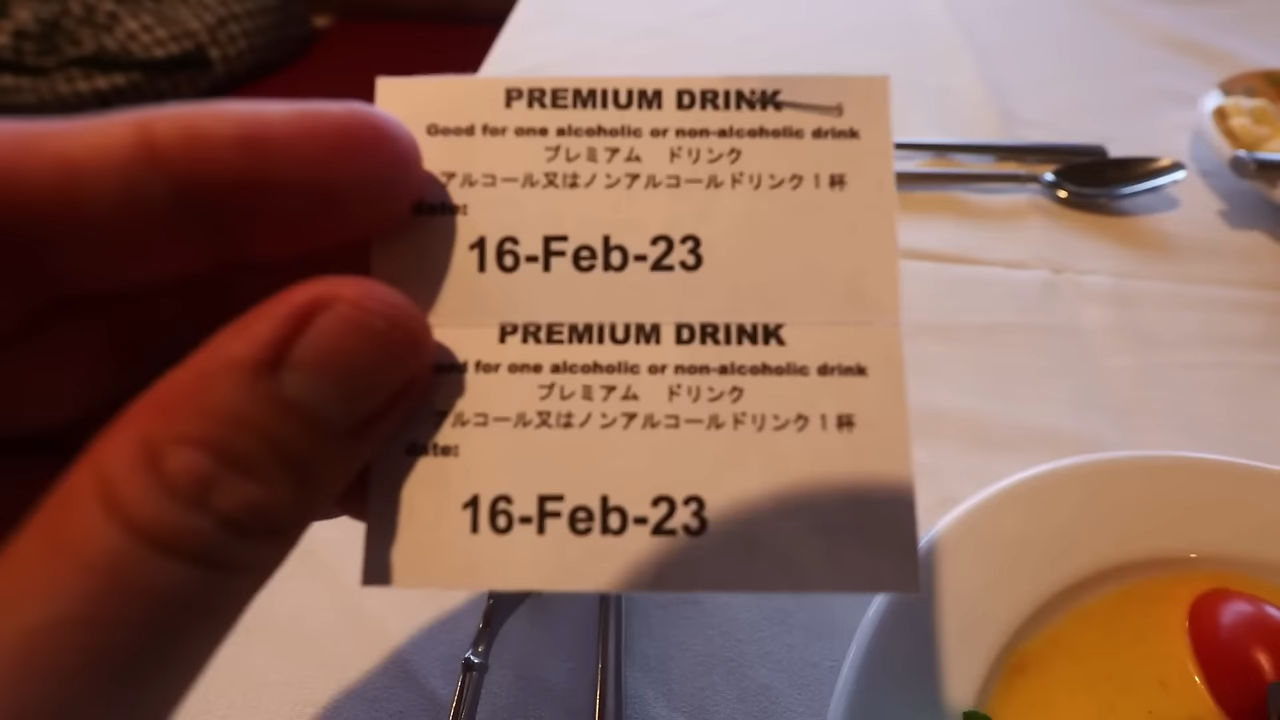 PREMIUM DRINK
Good for one alcoholic or non-alcoholic drink
プレミアム ドリンク
アルコール又はノンアルコールドリンク1杯
date:
16-Feb-23
PREMIUM DRINK
for one alcoholic or non-alcoholic drink
プレミアム ドリンク
アルコール又はノンアルコールドリンク1杯
date:
16-Feb-23